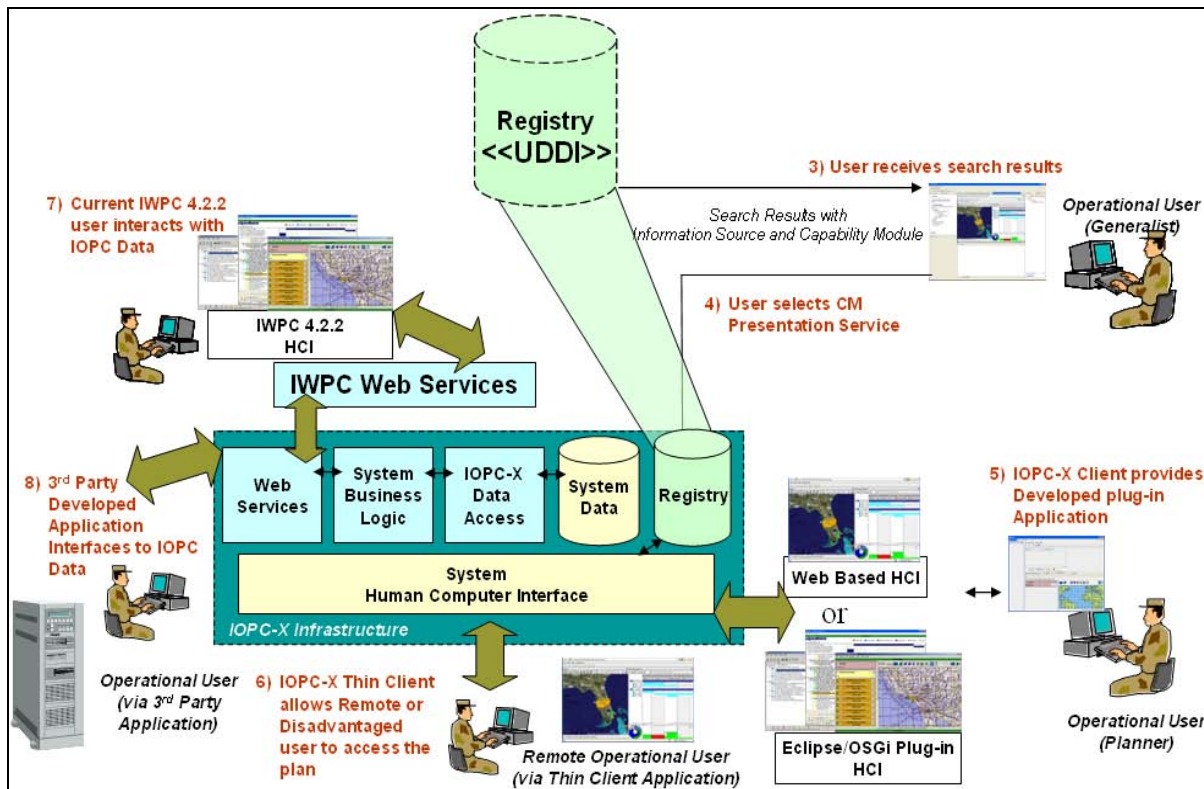 Registry
<<UDDI>>
3) User receives search results
Search Results with
Information Source and Capability Module
Operational User
(Generalist)
4) User selects CM
Presentation Service
7) Current IWPC 4.2.2
user interacts with
IOPC Data
IWPC 4.2.2
HCI
IWPC Web Services
Web
Services
System
Business
Logic
IOPC-X
Data
Access
System
Data
Registry
System
Human Computer Interface
IOPC-X Infrastructure
8) 3rd Party
Developed
Application
Interfaces to IOPC
Data
Operational User
(via 3rd Party
Application)
6) IOPC-X Thin Client
allows Remote or
Disadvantaged
user to access the
plan
Remote Operational User
(via Thin Client Application)
Web Based HCI
or
Eclipse/OSGi Plug-in
HCI
5) IOPC-X Client provides
Developed plug-in
Application
Operational User
(Planner)